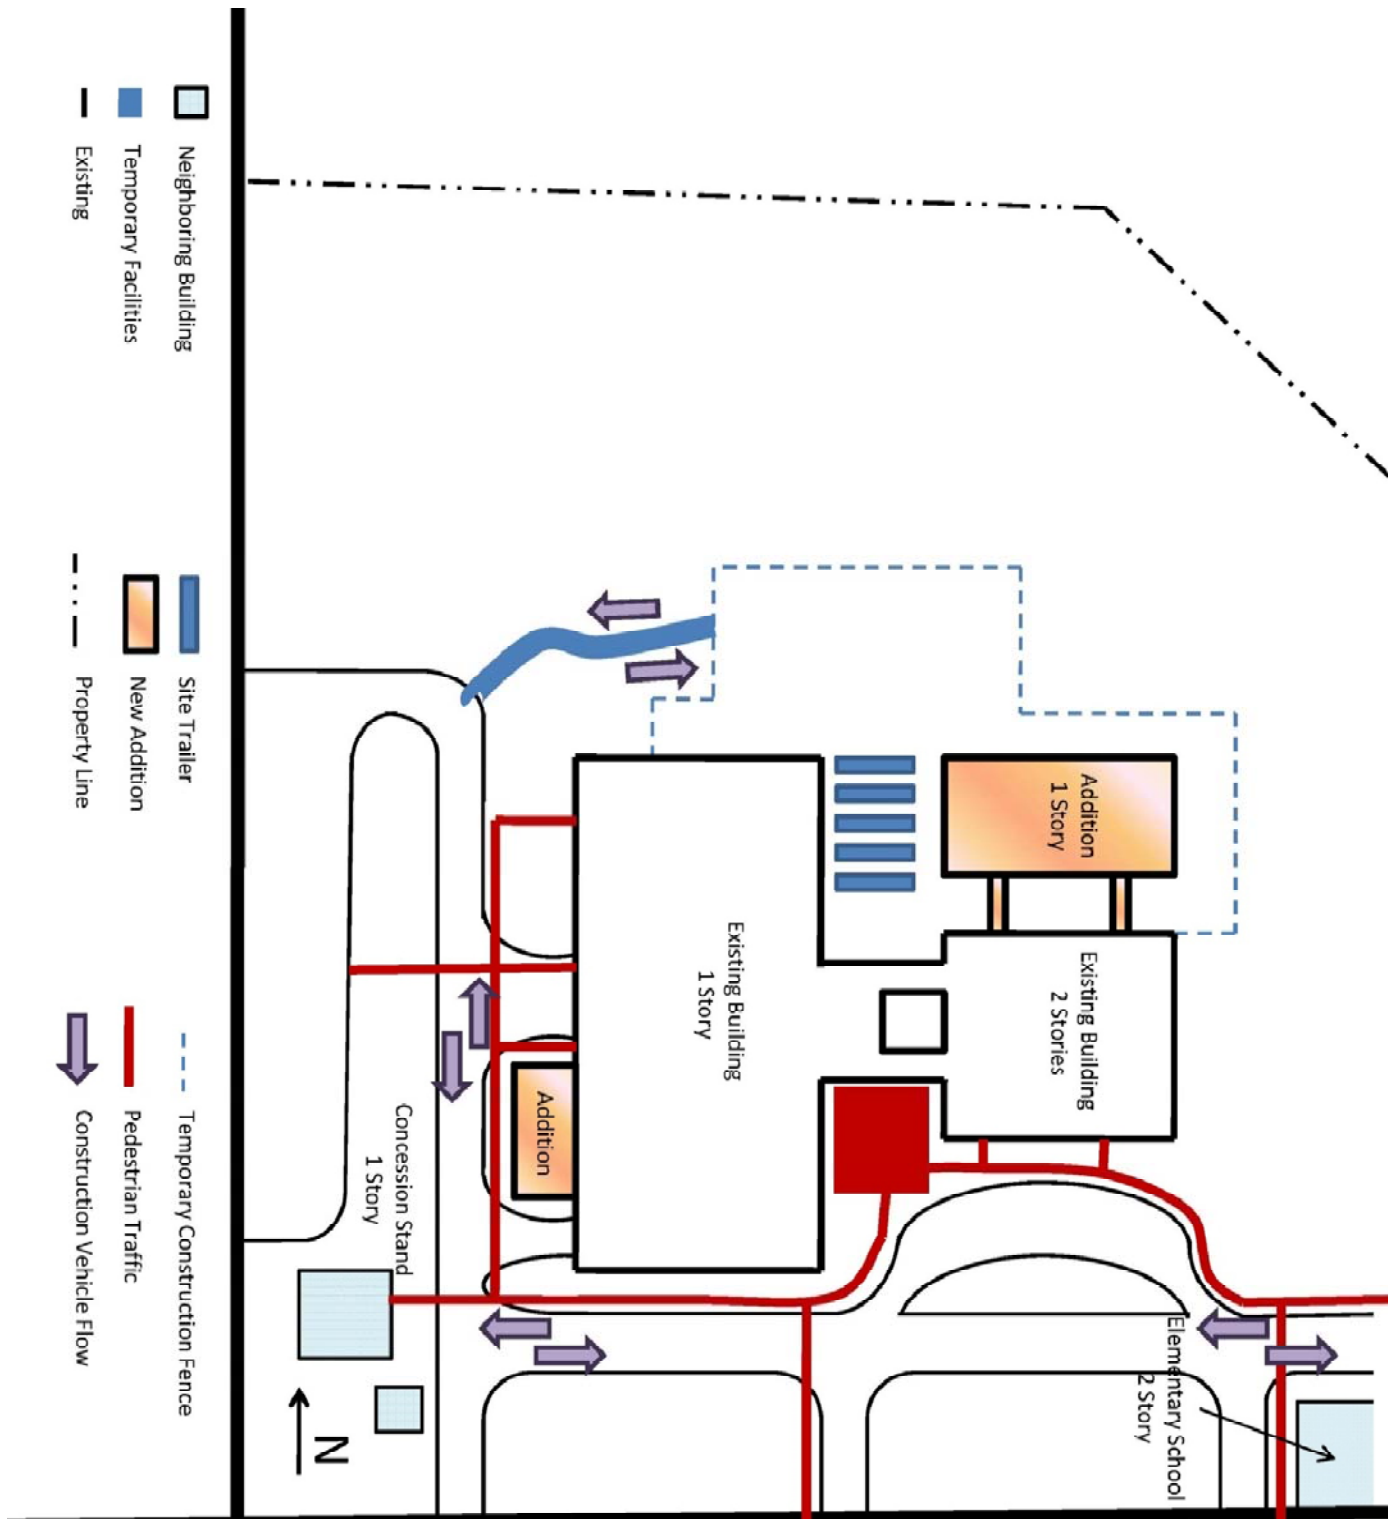 Addition
1 Story
Existing Building
2 Stories
Elementary School
2 Story
Existing Building
1 Story
Addition
Concession Stand
1 Story
N
Neighboring Building
Temporary Facilities
Existing
Site Trailer
New Addition
Property Line
Temporary Construction Fence
Pedestrian Traffic
Construction Vehicle Flow